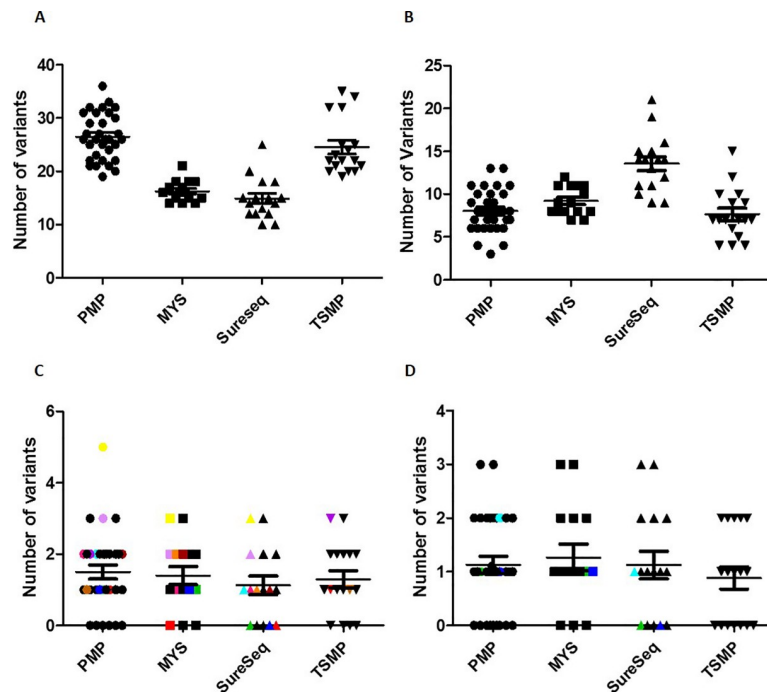 A
Number of variants
40
30
20
10
0
PMP
MYS
Sureseq
TSMP
B
Number of Variants
25
20
15
10
5
0
PMP
MYS
SureSeq
TSMP
C
Number of variants
6
4
2
0
PMP
MYS
SureSeq
TSMP
D
Number of variants
4
3
2
1
0
PMP
MYS
SureSeq
TSMP